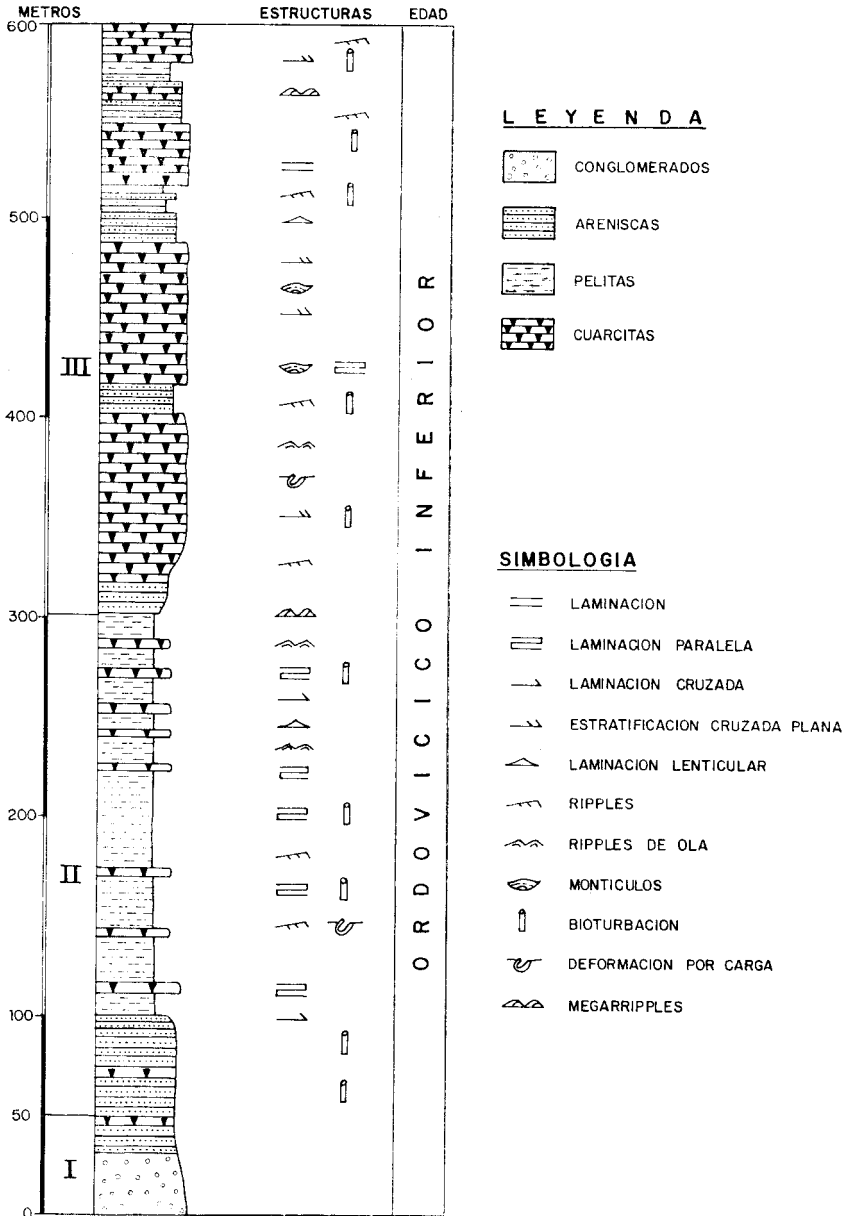 METROS ESTRUCTURAS EDAD
600
500
III
400
300
200
II
100
50
I
0
ORDOVICICO INFERIOR
LEYENDA
CONGLOMERADOS
ARENISCAS
PELITAS
CUARCITAS
SIMBOLOGIA
LAMINACION
LAMINACION PARALELA
LAMINACION CRUZADA
ESTRATIFICACION CRUZADA PLANA
LAMINACION LENTICULAR
RIPPLES
RIPPLES DE OLA
MONTICULOS
BIOTURBACION
DEFORMACION POR CARGA
MEGARRIPPLES